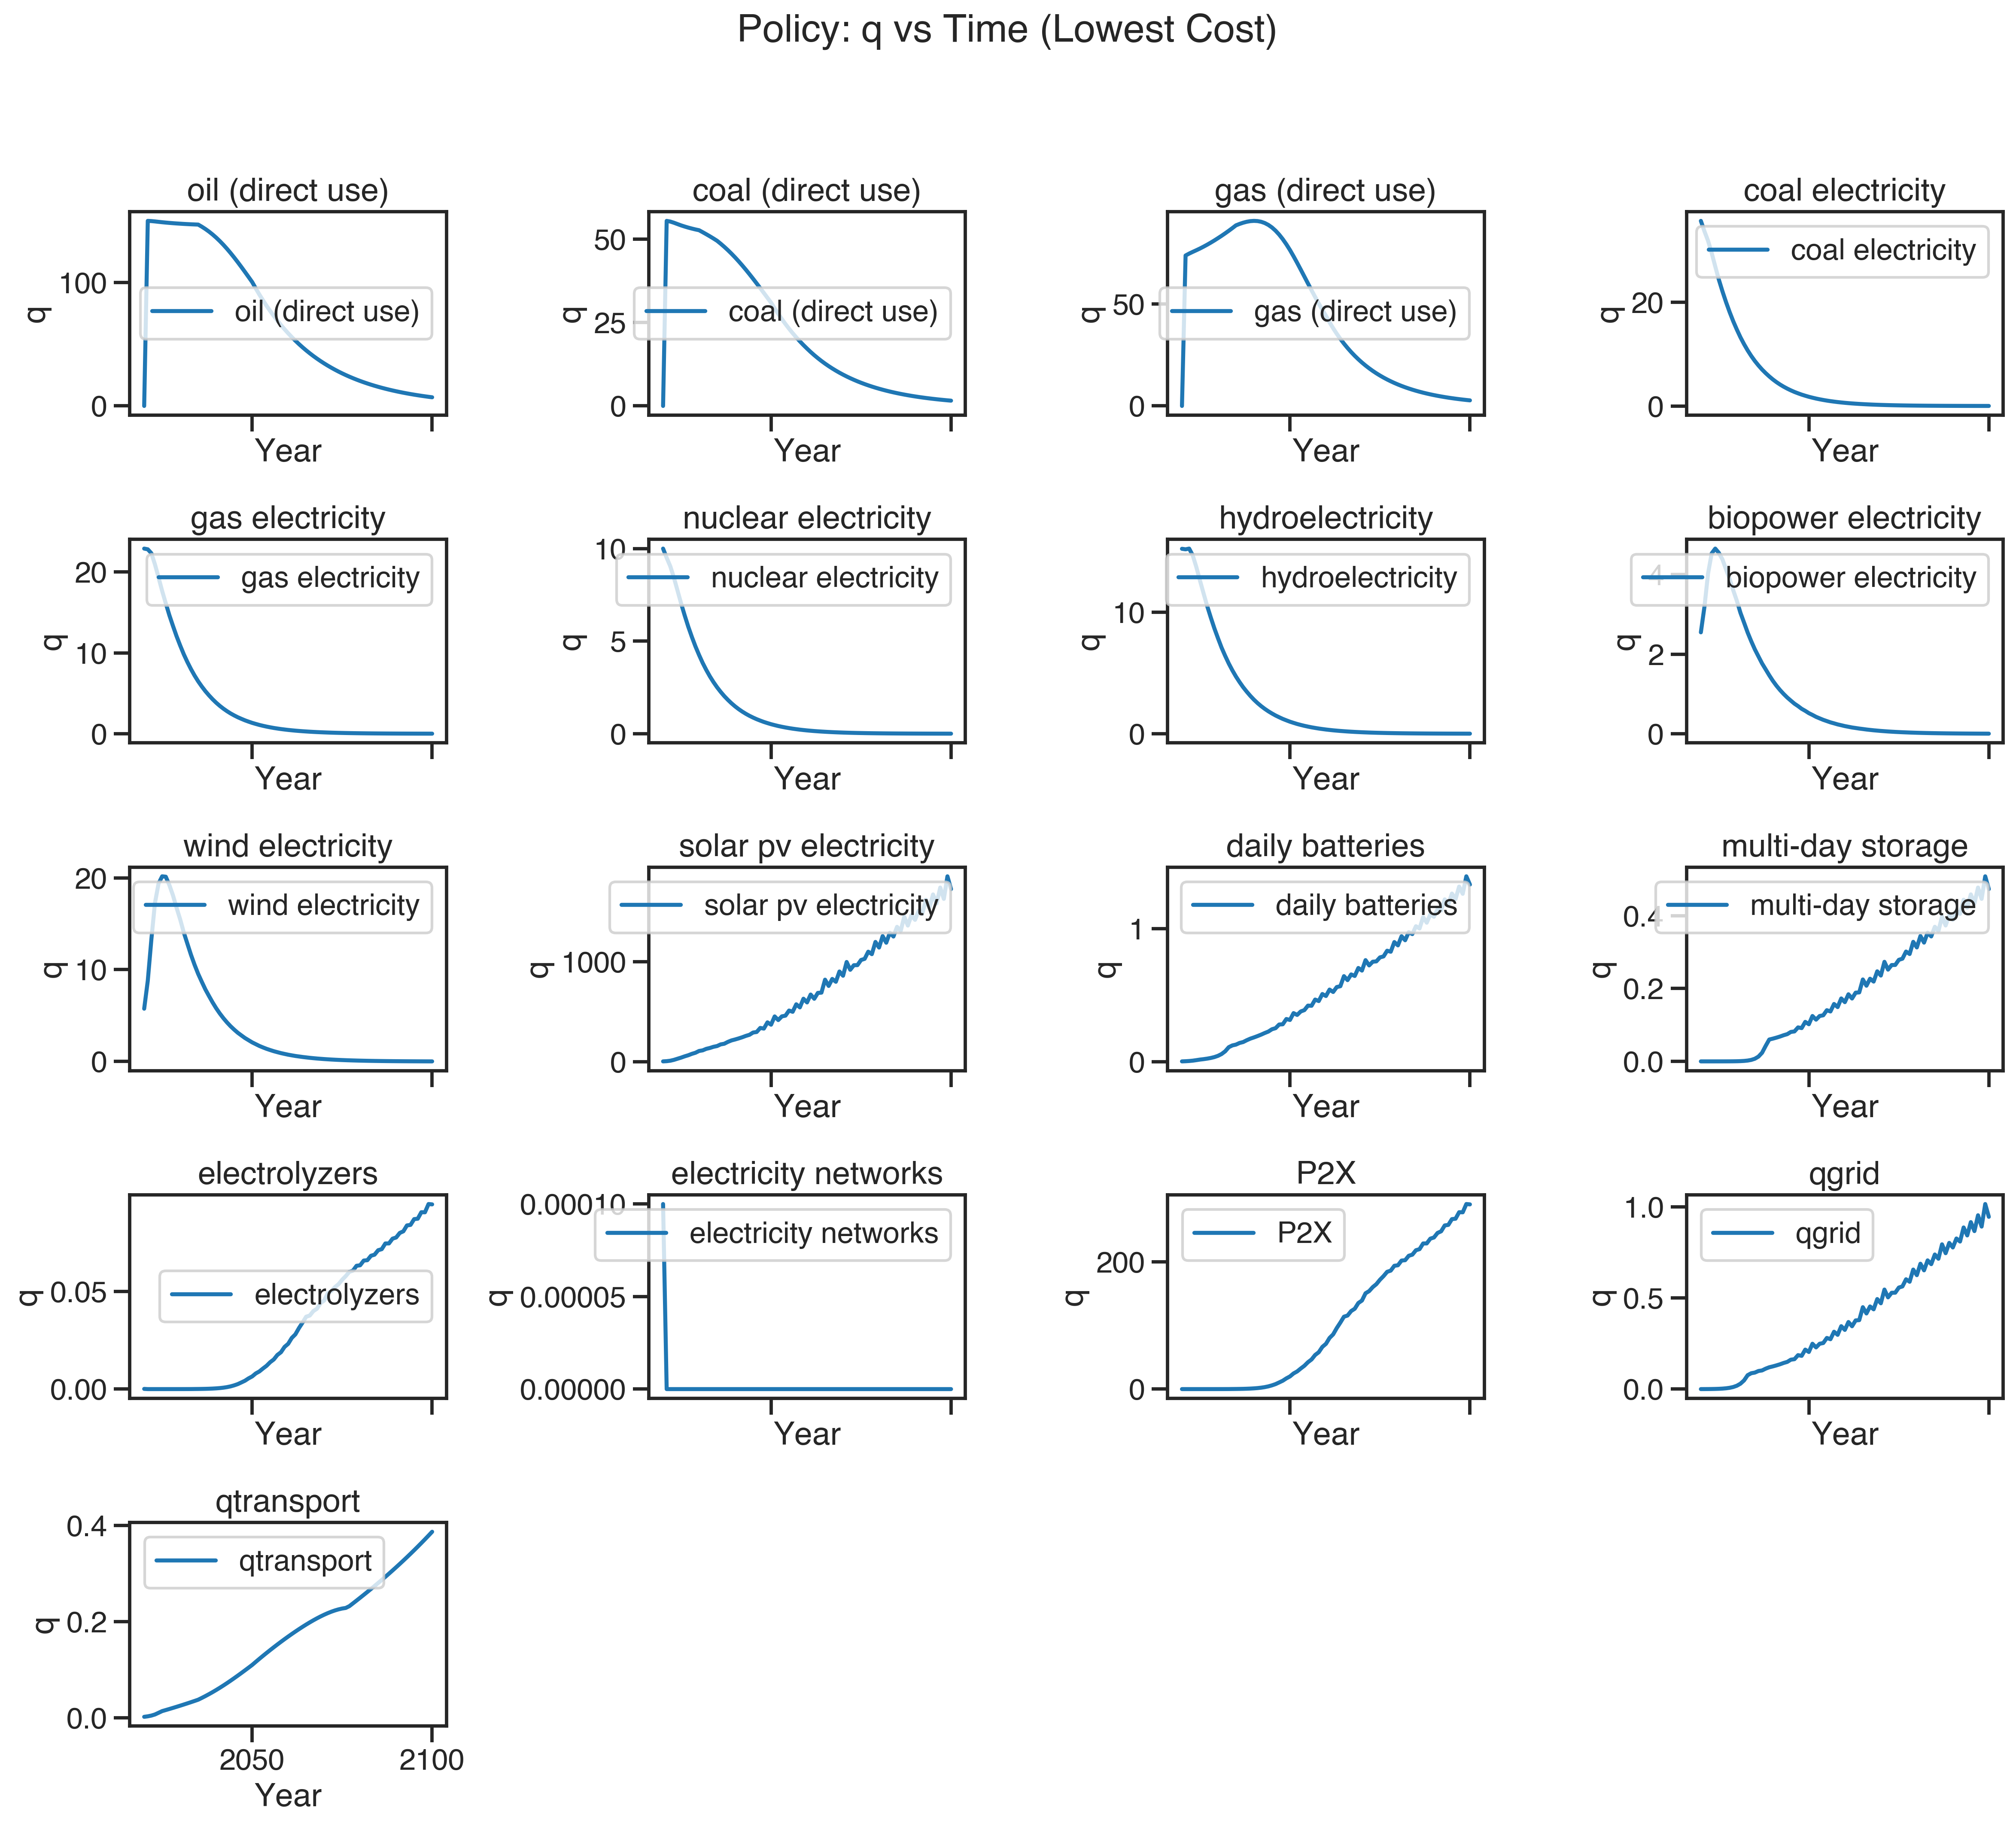 Policy: q vs Time (Lowest Cost)
oil (direct use)
100
0
q
oil (direct use)
Year
coal (direct use)
50
25
0
q
coal (direct use)
Year
gas (direct use)
50
0
q
gas (direct use)
Year
coal electricity
20
0
q
coal electricity
Year
gas electricity
20
10
0
q
gas electricity
Year
nuclear electricity
10
5
0
q
nuclear electricity
Year
hydroelectricity
10
0
q
hydroelectricity
Year
biopower electricity
4
2
0
q
biopower electricity
Year
wind electricity
20
10
0
q
wind electricity
Year
solar pv electricity
1000
0
q
solar pv electricity
Year
daily batteries
1
0
q
daily batteries
Year
multi-day storage
0.4
0.2
0.0
q
multi-day storage
Year
electrolyzers
0.05
0.00
q
electrolyzers
Year
electricity networks
0.00010
0.00005
0.00000
q
electricity networks
Year
P2X
200
0
q
P2X
Year
qgrid
1.0
0.5
0.0
q
qgrid
Year
qtransport
0.4
0.2
0.0
q
qtransport
2050 2100
Year